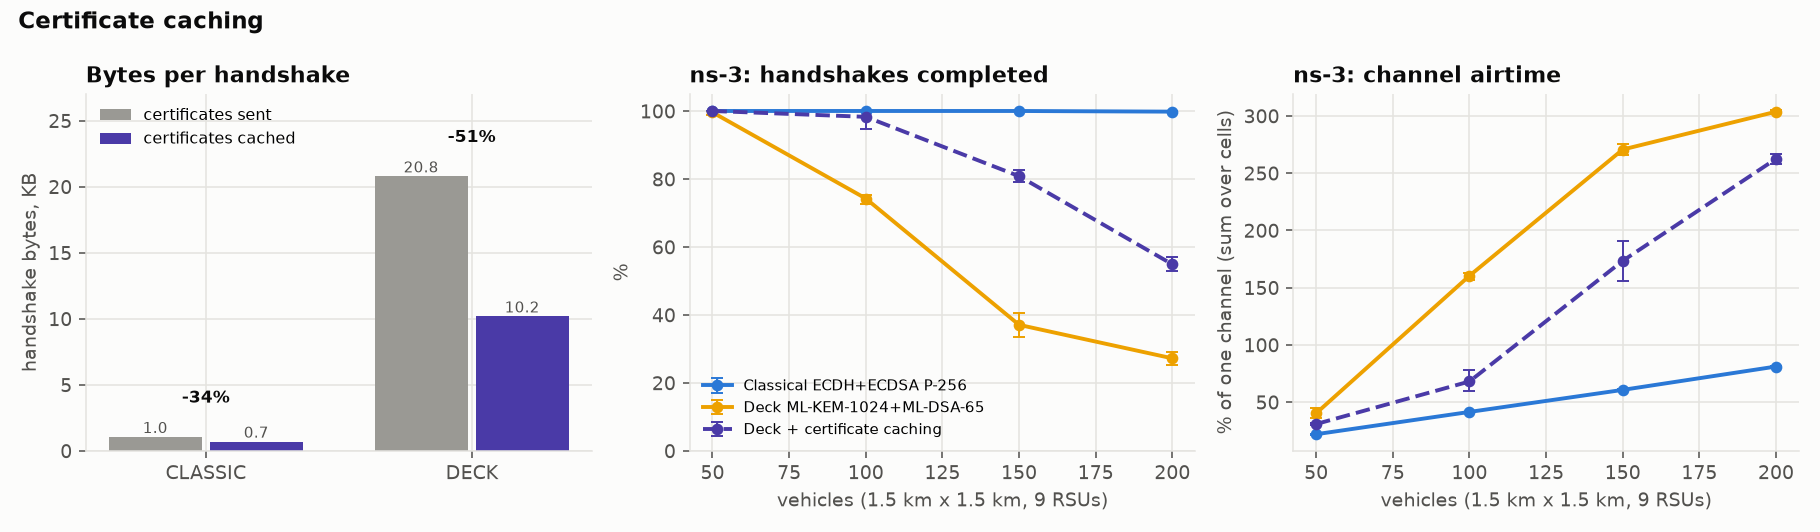 Certificate caching
Bytes per handshake
certificates sent
certificates cached
-51%
-34%
20.8
10.2
1.0
0.7
25
20
15
10
5
0
handshake bytes, KB
CLASSIC
DECK
ns-3: handshakes completed
100
80
60
40
20
0
%
Classical ECDH+ECDSA P-256
Deck ML-KEM-1024+ML-DSA-65
Deck + certificate caching
50 75 100 125 150 175 200
vehicles (1.5 km x 1.5 km, 9 RSUs)
ns-3: channel airtime
300
250
200
150
100
50
% of one channel (sum over cells)
50 75 100 125 150 175 200
vehicles (1.5 km x 1.5 km, 9 RSUs)